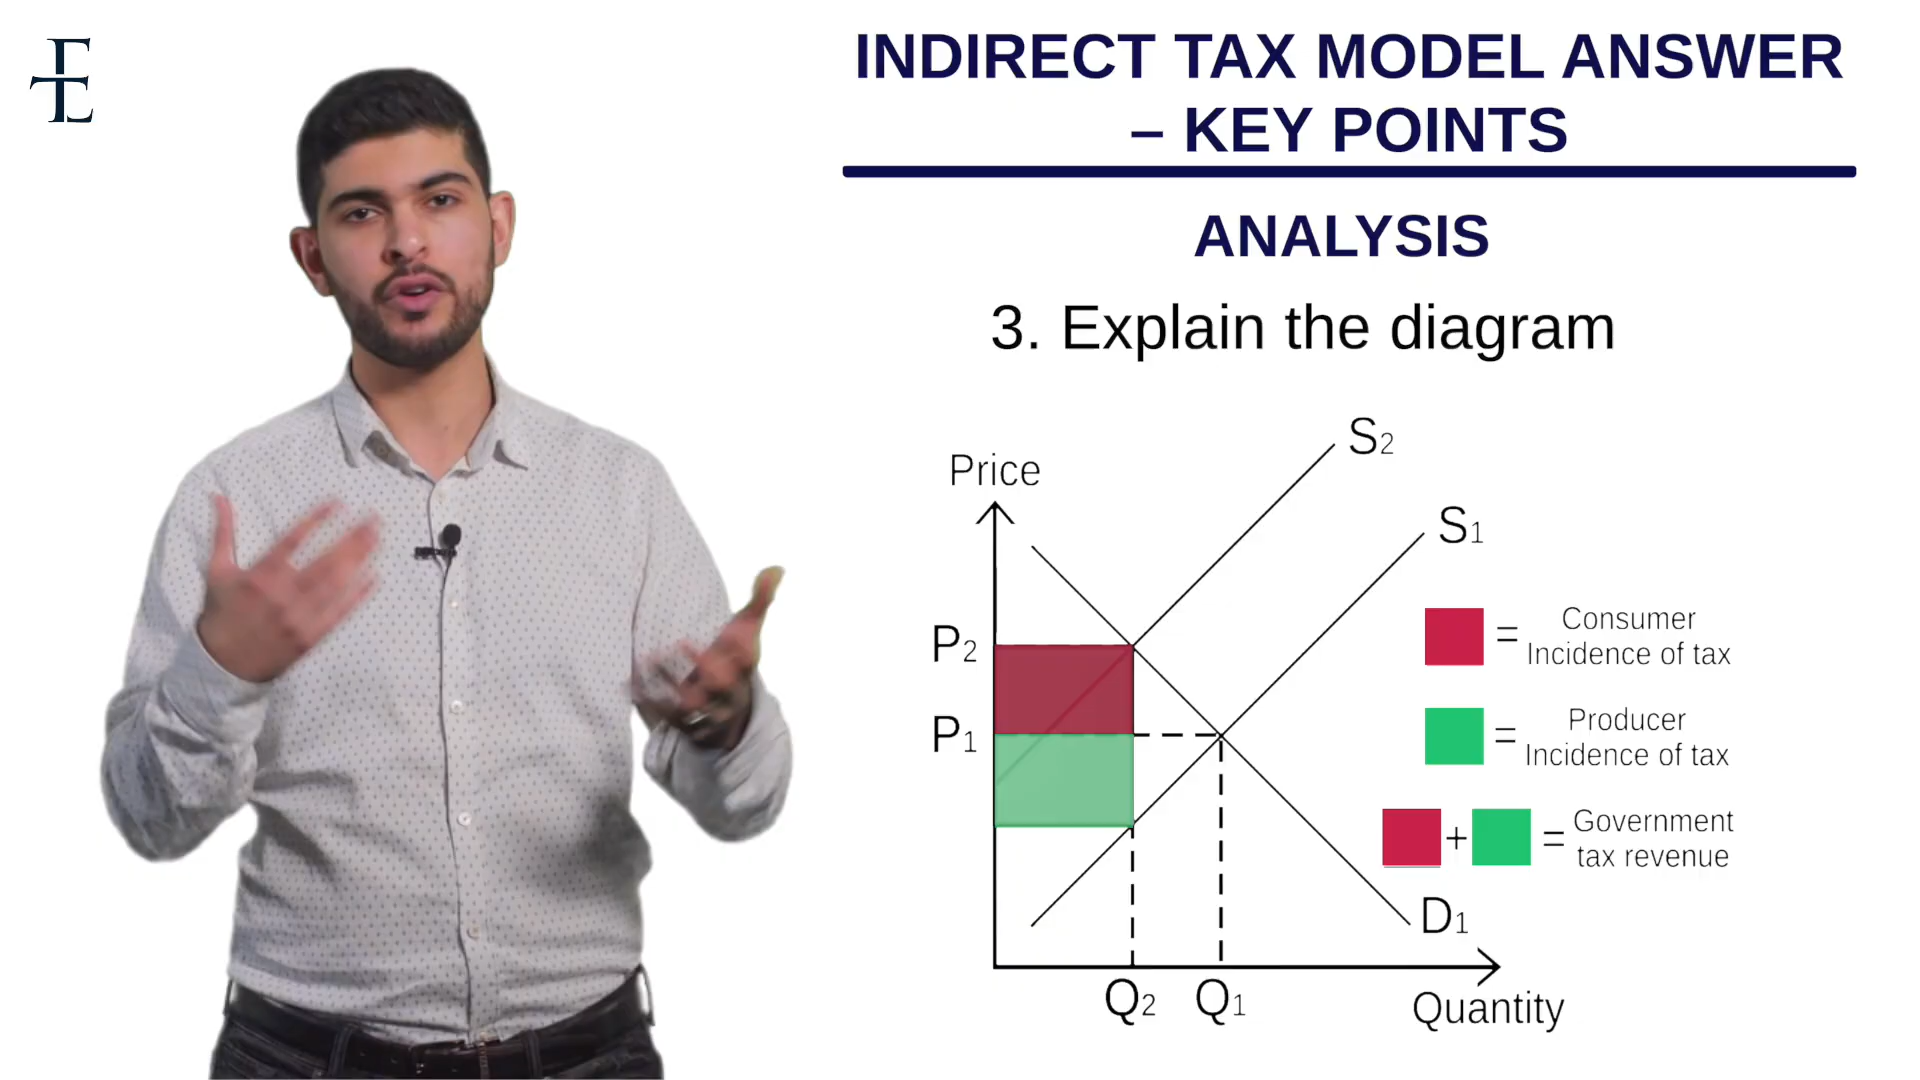 INDIRECT TAX MODEL ANSWER
– KEY POINTS
ANALYSIS
3. Explain the diagram
Price
S2
S1
P2
P1
D1
Q2
Q1
Quantity
= Consumer
Incidence of tax
= Producer
Incidence of tax
+ = Government
tax revenue